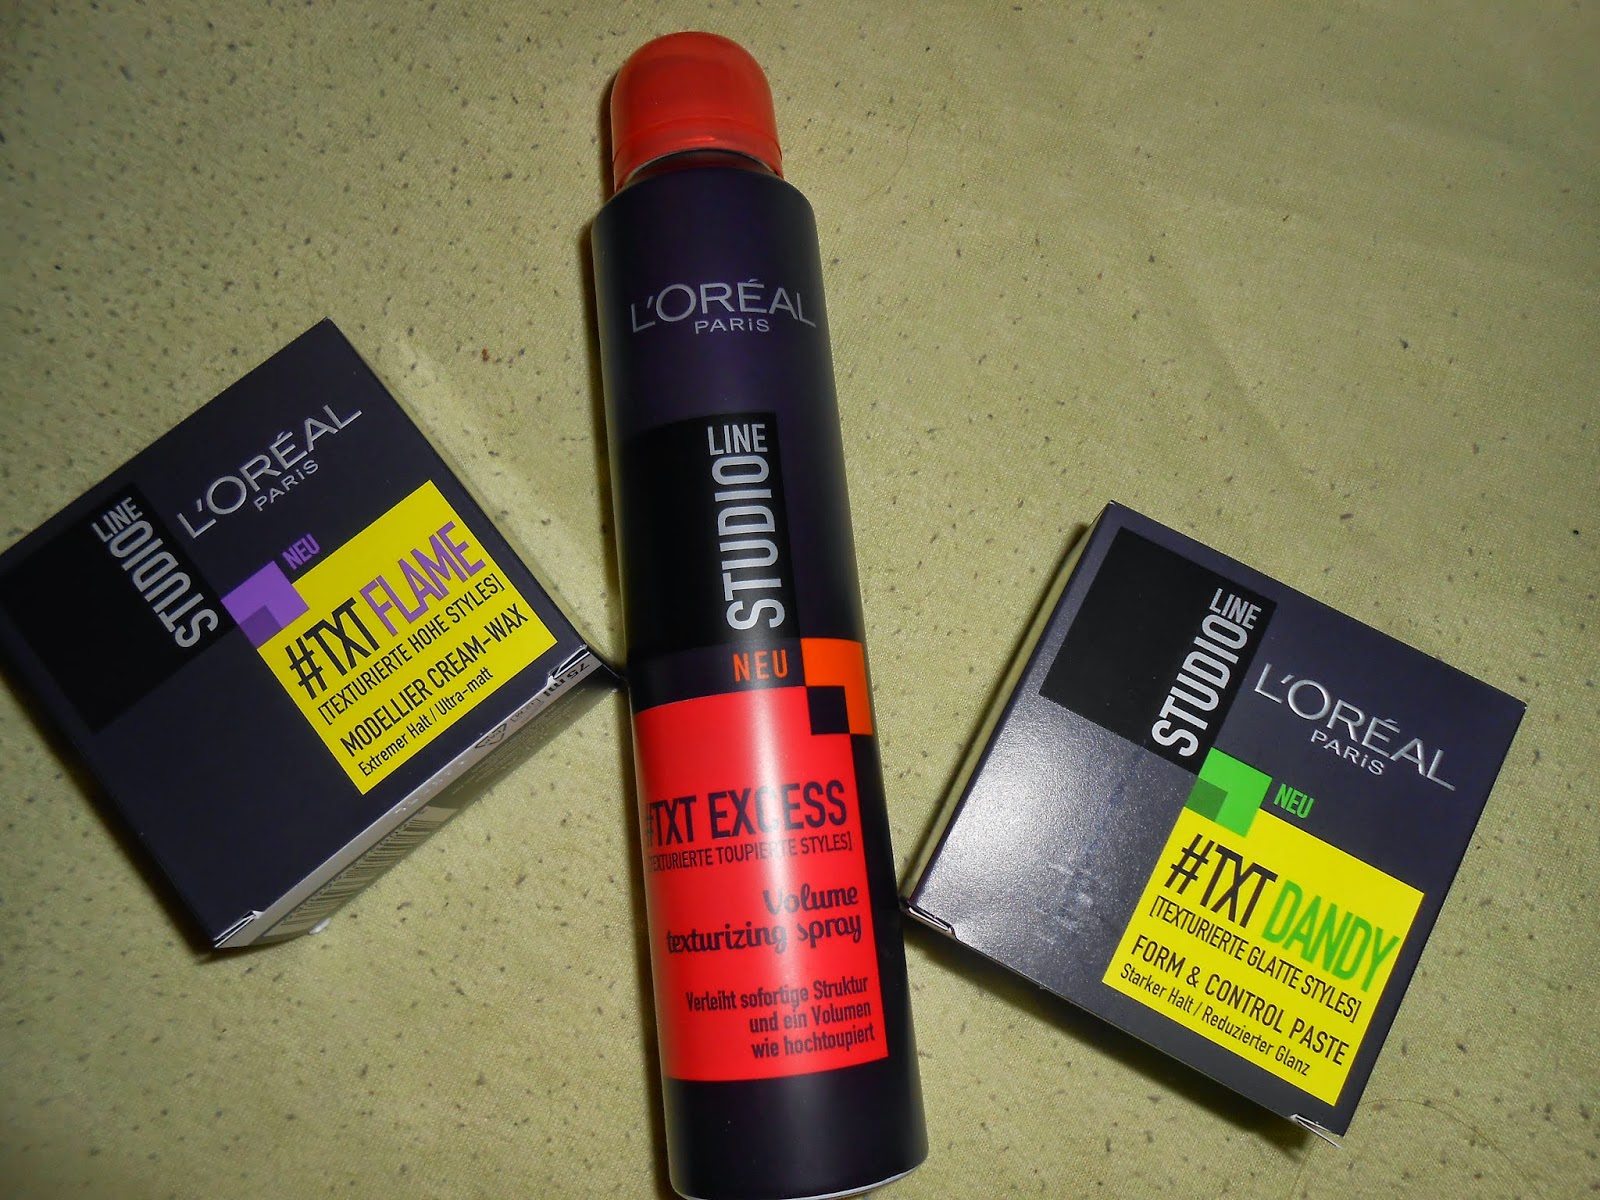 LINE
STUDIO
L'ORÉAL
PARiS
NEU
#TXT FLAME
[TEXTURIERTE HOHE STYLES]
MODELLIER CREAM-WAX
Extremer Halt / Ultra-matt
75 ml
L'ORÉAL
PARiS
LINE
STUDIO
NEU
#TXT EXCESS
[TEXTURIERTE TOUPIERTE STYLES]
Volume
texturizing spray
Verleiht sofortige Struktur
und ein Volumen
wie hochtoupiert
LINE
STUDIO
L'ORÉAL
PARiS
NEU
#TXT DANDY
[TEXTURIERTE GLATTE STYLES]
FORM & CONTROL PASTE
Starker Halt / Reduzierter Glanz